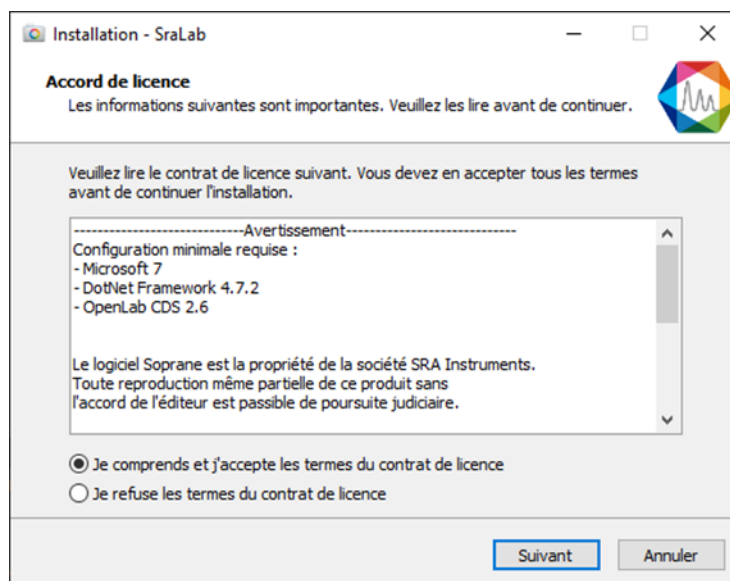 Installation - SraLab
Accord de licence
Les informations suivantes sont importantes. Veuillez les lire avant de continuer.
Veuillez lire le contrat de licence suivant. Vous devez en accepter tous les termes
avant de continuer l'installation.
-----------------------------Avertissement-----------------------------
Configuration minimale requise :
- Microsoft 7
- DotNet Framework 4.7.2
- OpenLab CDS 2.6
Le logiciel Soprane est la propriété de la société SRA Instruments.
Toute reproduction même partielle de ce produit sans
l'accord de l'éditeur est passible de poursuite judiciaire.
Je comprends et j'accepte les termes du contrat de licence
Je refuse les termes du contrat de licence
Suivant
Annuler